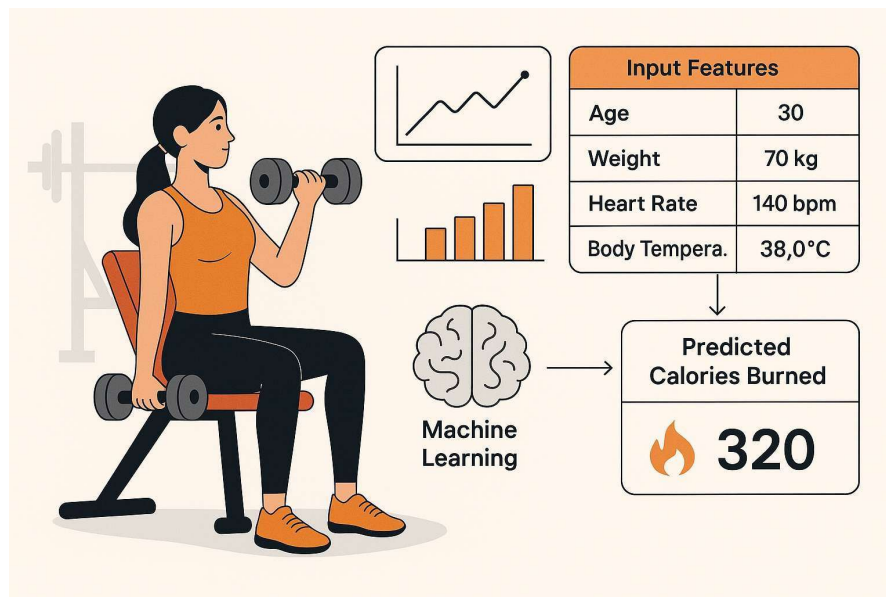 Input Features
Age 30
Weight 70 kg
Heart Rate 140 bpm
Body Tempera. 38,0°C
Predicted
Calories Burned
320
Machine
Learning